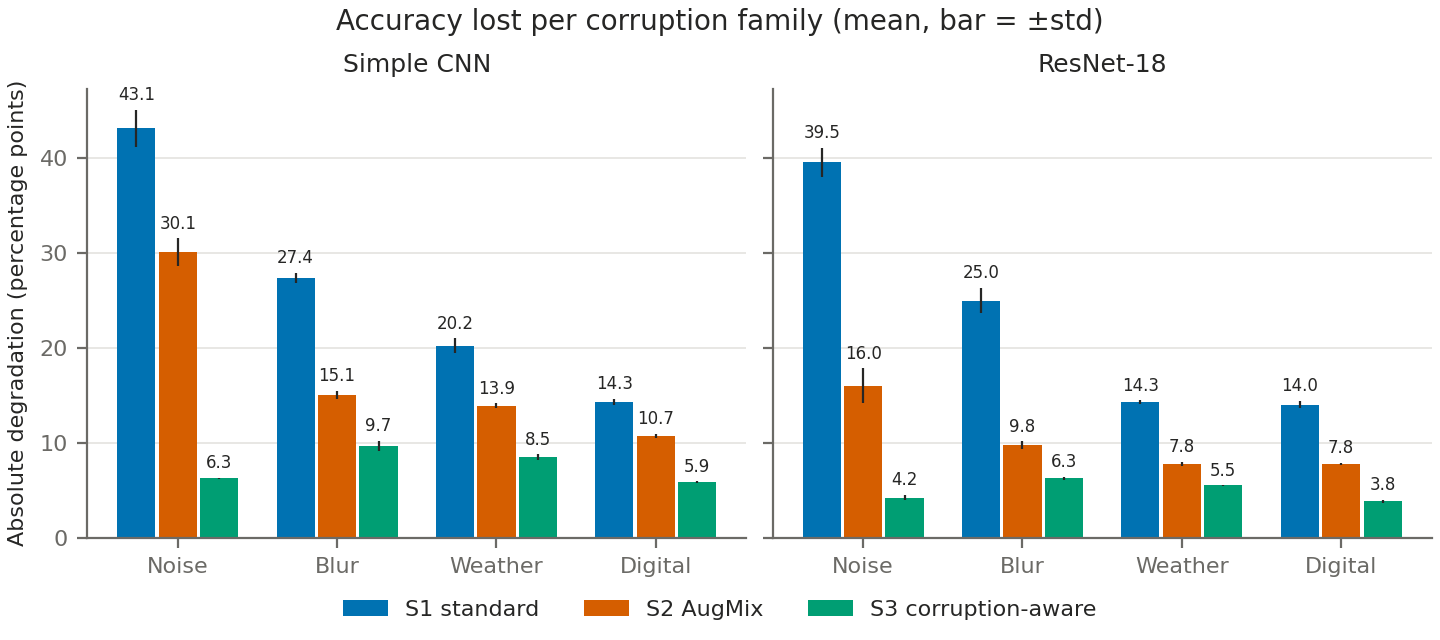 Accuracy lost per corruption family (mean, bar = ±std)
Simple CNN
ResNet-18
Absolute degradation (percentage points)
40
30
20
10
0
43.1
30.1
6.3
27.4
15.1
9.7
20.2
13.9
8.5
14.3
10.7
5.9
39.5
16.0
4.2
25.0
9.8
6.3
14.3
7.8
5.5
14.0
7.8
3.8
Noise
Blur
Weather
Digital
Noise
Blur
Weather
Digital
S1 standard
S2 AugMix
S3 corruption-aware